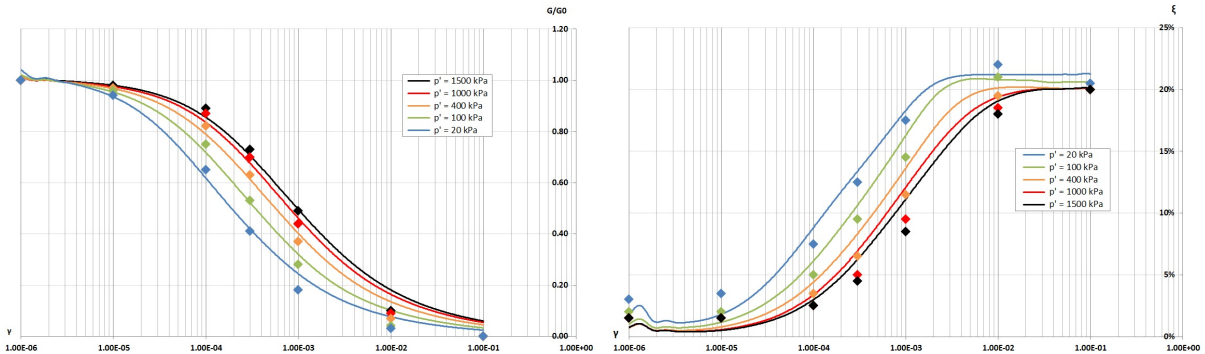 G/G0
1.20
1.00
0.80
0.60
0.40
0.20
0.00
p' = 1500 kPa
p' = 1000 kPa
p' = 400 kPa
p' = 100 kPa
p' = 20 kPa
γ
1.00E-06
1.00E-05
1.00E-04
1.00E-03
1.00E-02
1.00E-01
1.00E+00
ξ
25%
20%
15%
10%
5%
0%
p' = 20 kPa
p' = 100 kPa
p' = 400 kPa
p' = 1000 kPa
p' = 1500 kPa
γ
1.00E-06
1.00E-05
1.00E-04
1.00E-03
1.00E-02
1.00E-01
1.00E+00